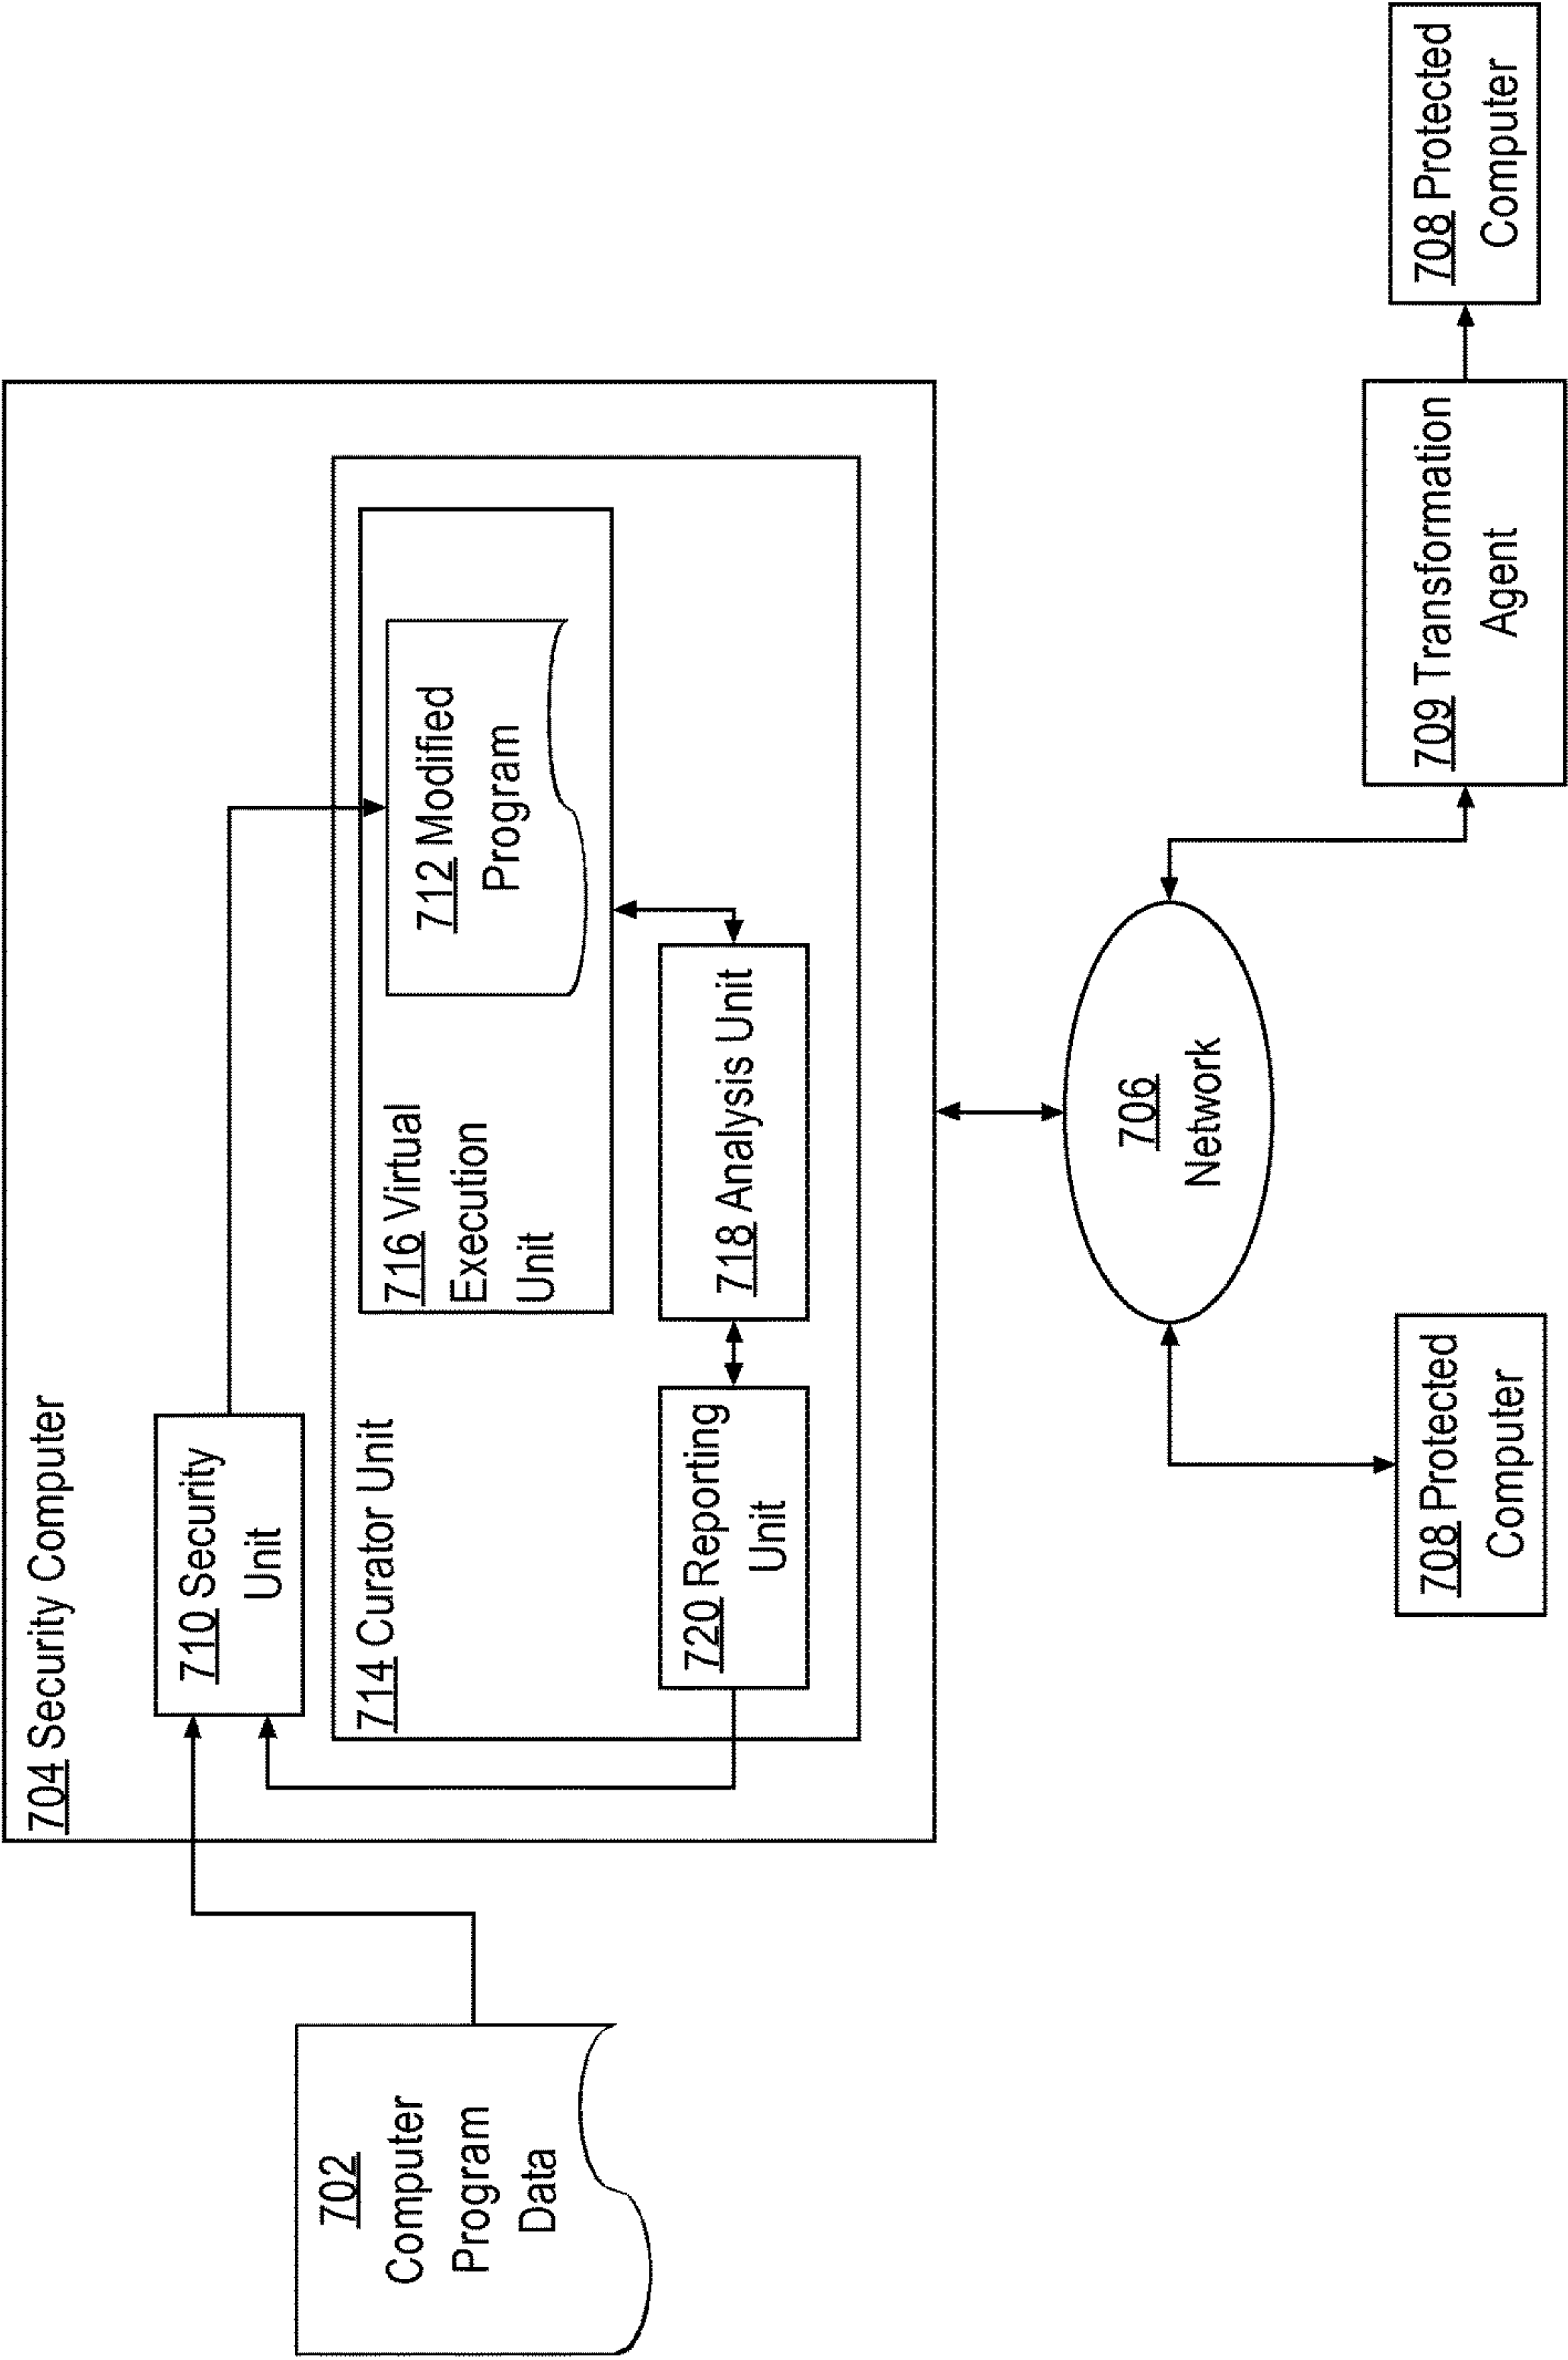 704 Security Computer
702
Computer
Program
Data
710 Security
Unit
714 Curator Unit
716 Virtual
Execution
Unit
712 Modified
Program
720 Reporting
Unit
718 Analysis Unit
706
Network
708 Protected
Computer
709 Transformation
Agent
708 Protected
Computer